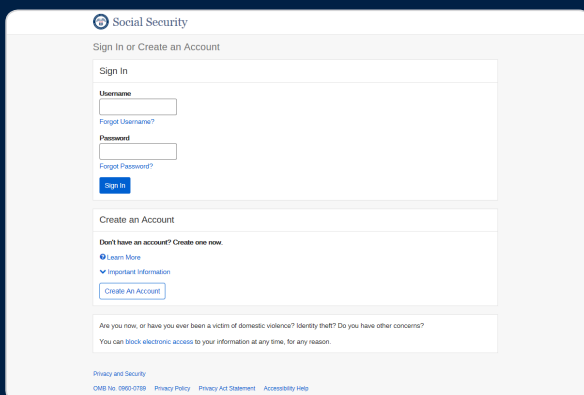 Social Security
Sign In or Create an Account
Sign In
Username
Forgot Username?
Password
Forgot Password?
Sign In
Create an Account
Don't have an account? Create one now.
Learn More
Important Information
Create An Account
Are you now, or have you ever been a victim of domestic violence? Identity theft? Do you have other concerns?
You can block electronic access to your information at any time, for any reason.
Privacy and Security
OMB No. 0960-0789 Privacy Policy Privacy Act Statement Accessibility Help